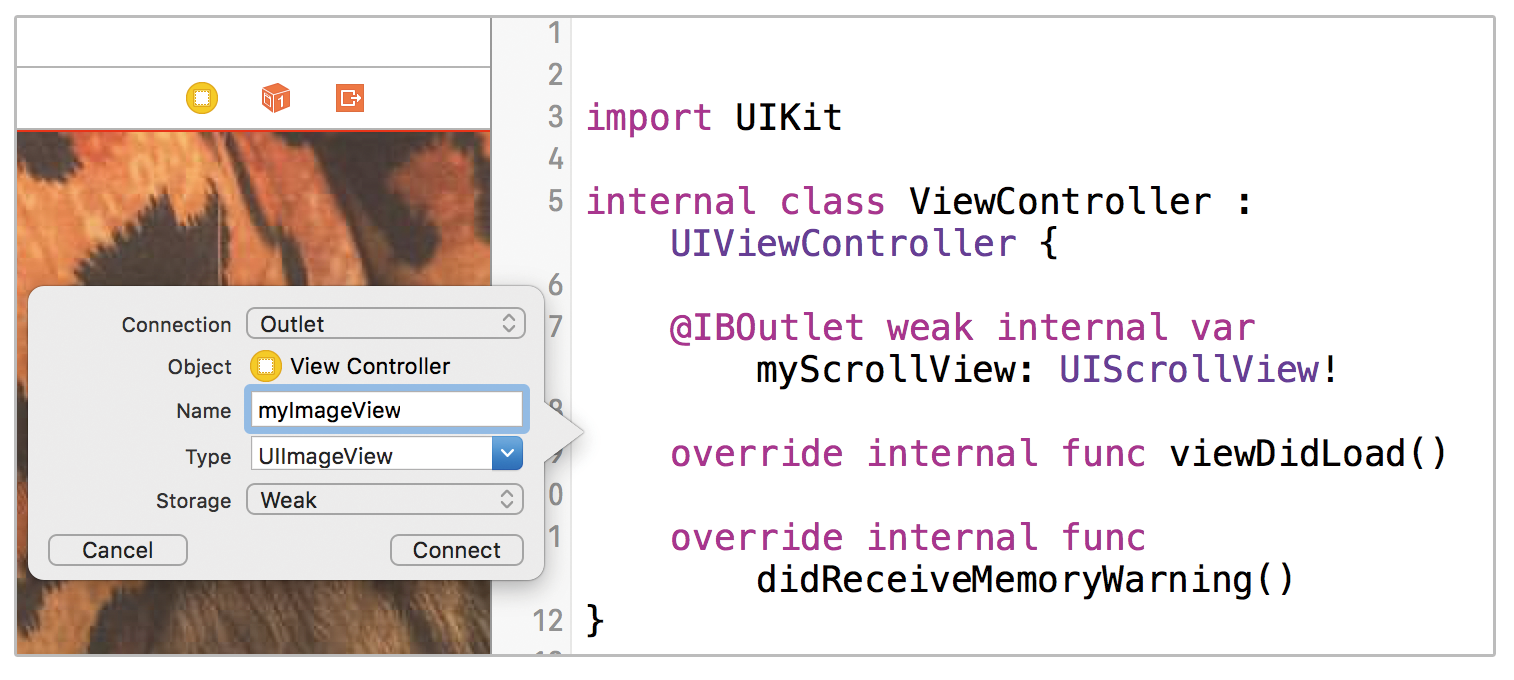 1
2
3 import UIKit
4
5 internal class ViewController :
UIViewController {
6
7 @IBOutlet weak internal var
myScrollView: UIScrollView!
8
9 override internal func viewDidLoad()
0
1 override internal func
didReceiveMemoryWarning()
12 }
Connection Outlet
Object View Controller
Name myImageView
Type UIImageView
Storage Weak
Cancel Connect